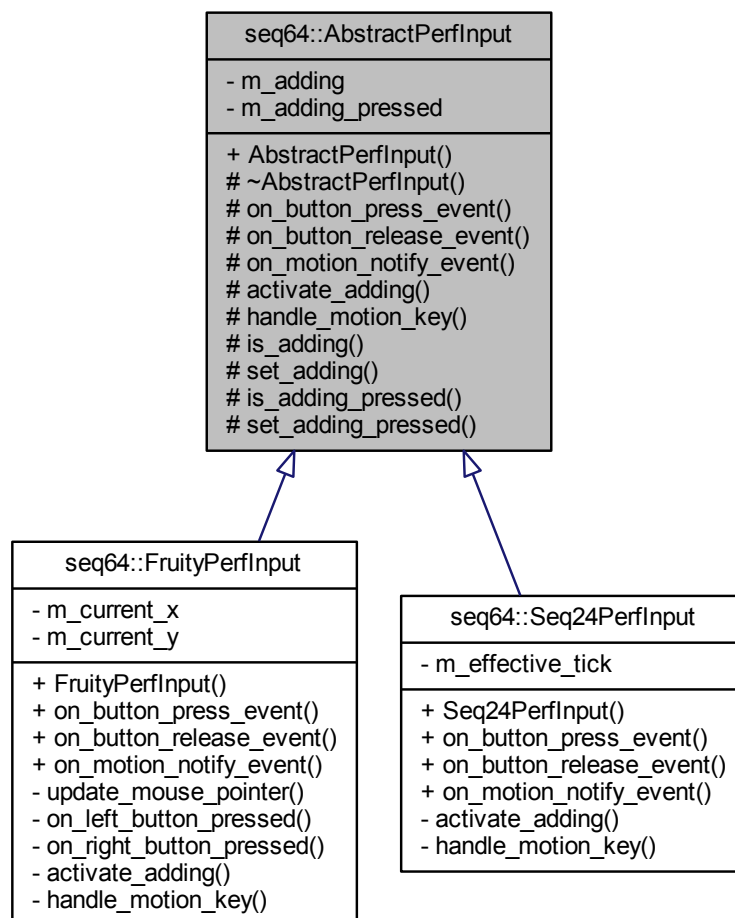 seq64::AbstractPerfInput
- m_adding
- m_adding_pressed
+ AbstractPerfInput()
# ~AbstractPerfInput()
# on_button_press_event()
# on_button_release_event()
# on_motion_notify_event()
# activate_adding()
# handle_motion_key()
# is_adding()
# set_adding()
# is_adding_pressed()
# set_adding_pressed()
seq64::FruityPerfInput
- m_current_x
- m_current_y
+ FruityPerfInput()
+ on_button_press_event()
+ on_button_release_event()
+ on_motion_notify_event()
- update_mouse_pointer()
- on_left_button_pressed()
- on_right_button_pressed()
- activate_adding()
- handle_motion_key()
seq64::Seq24PerfInput
- m_effective_tick
+ Seq24PerfInput()
+ on_button_press_event()
+ on_button_release_event()
+ on_motion_notify_event()
- activate_adding()
- handle_motion_key()